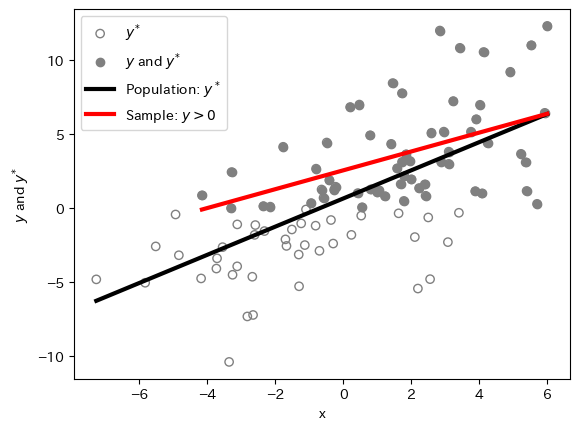 y*
y and y*
Population: y*
Sample: y > 0
y and y*
10
5
0
−5
−10
−6
−4
−2
0
2
4
6
x